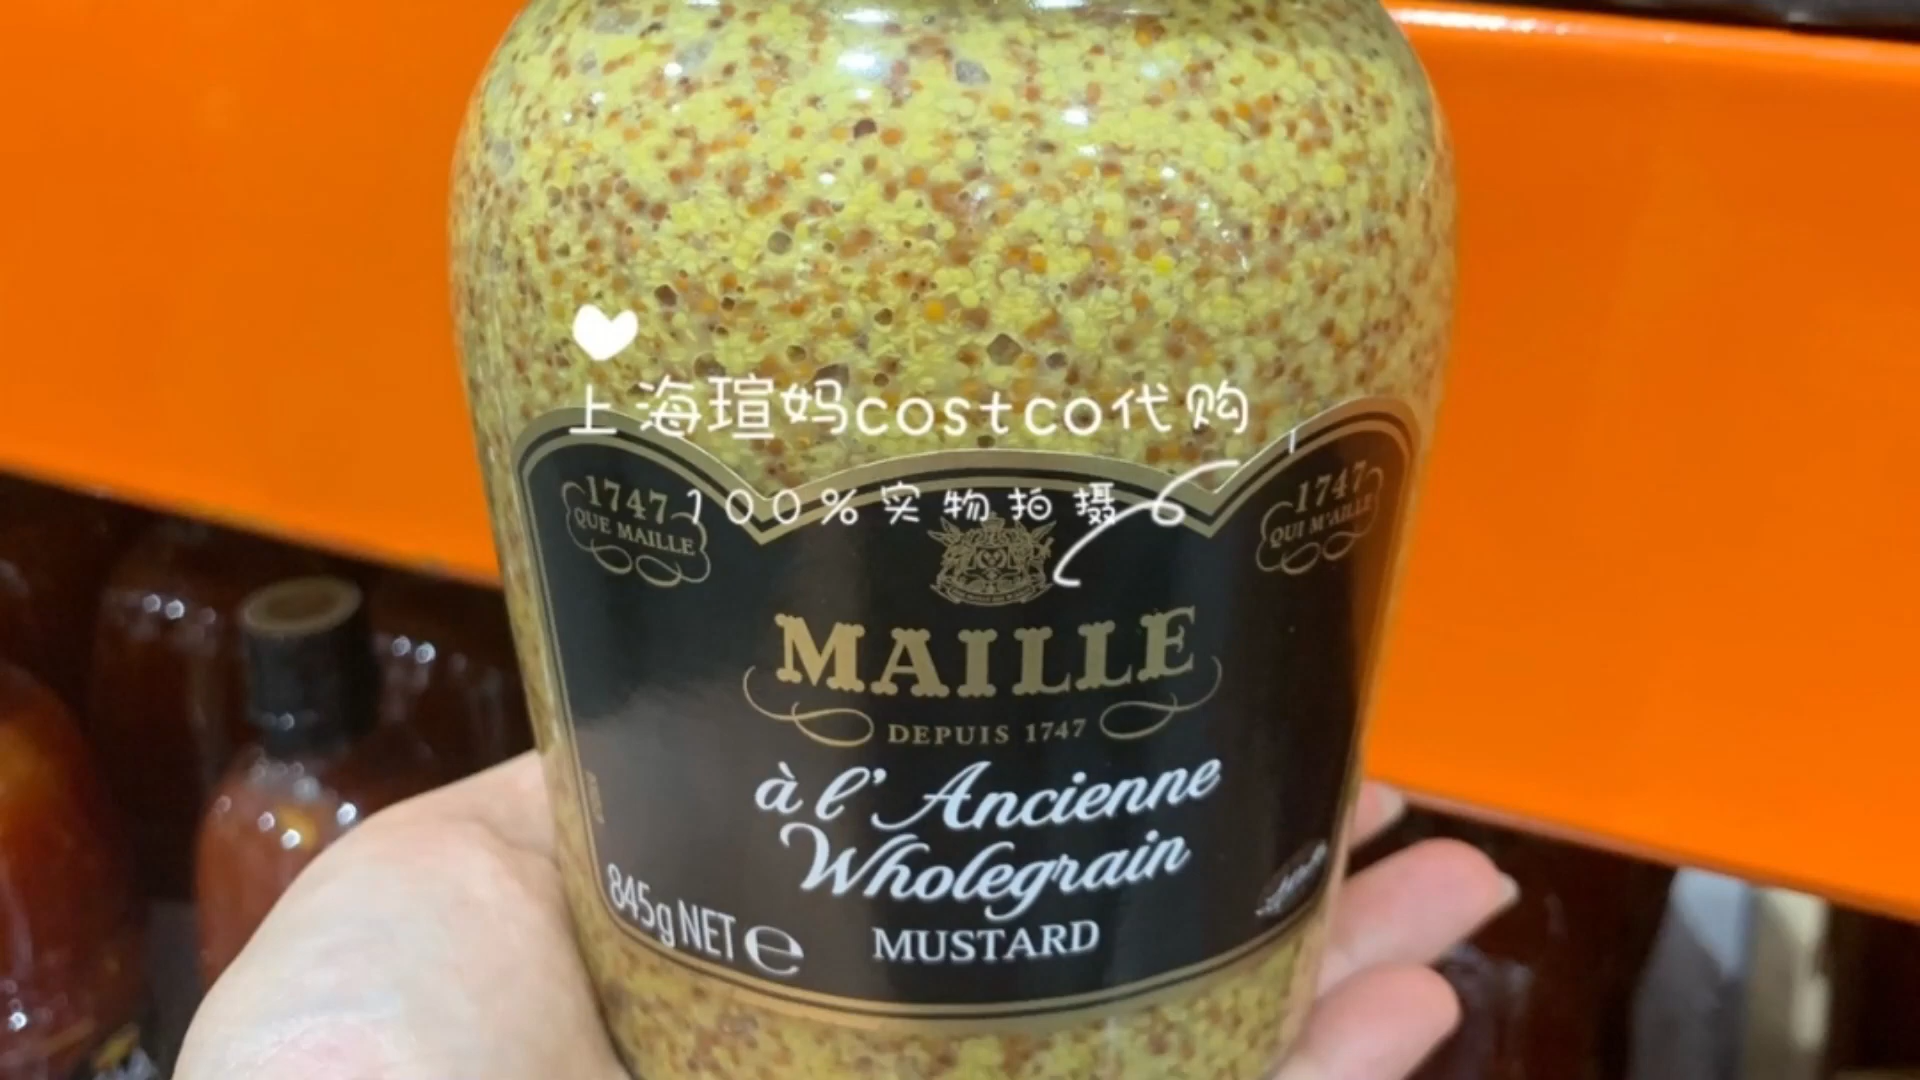 上海瑄妈costco代购
100%实物拍摄
1747
QUE MAILLE
1747
QUI M'AILLE
MAILLE
DEPUIS 1747
à l'Ancienne
Wholegrain
MUSTARD
845g NET e